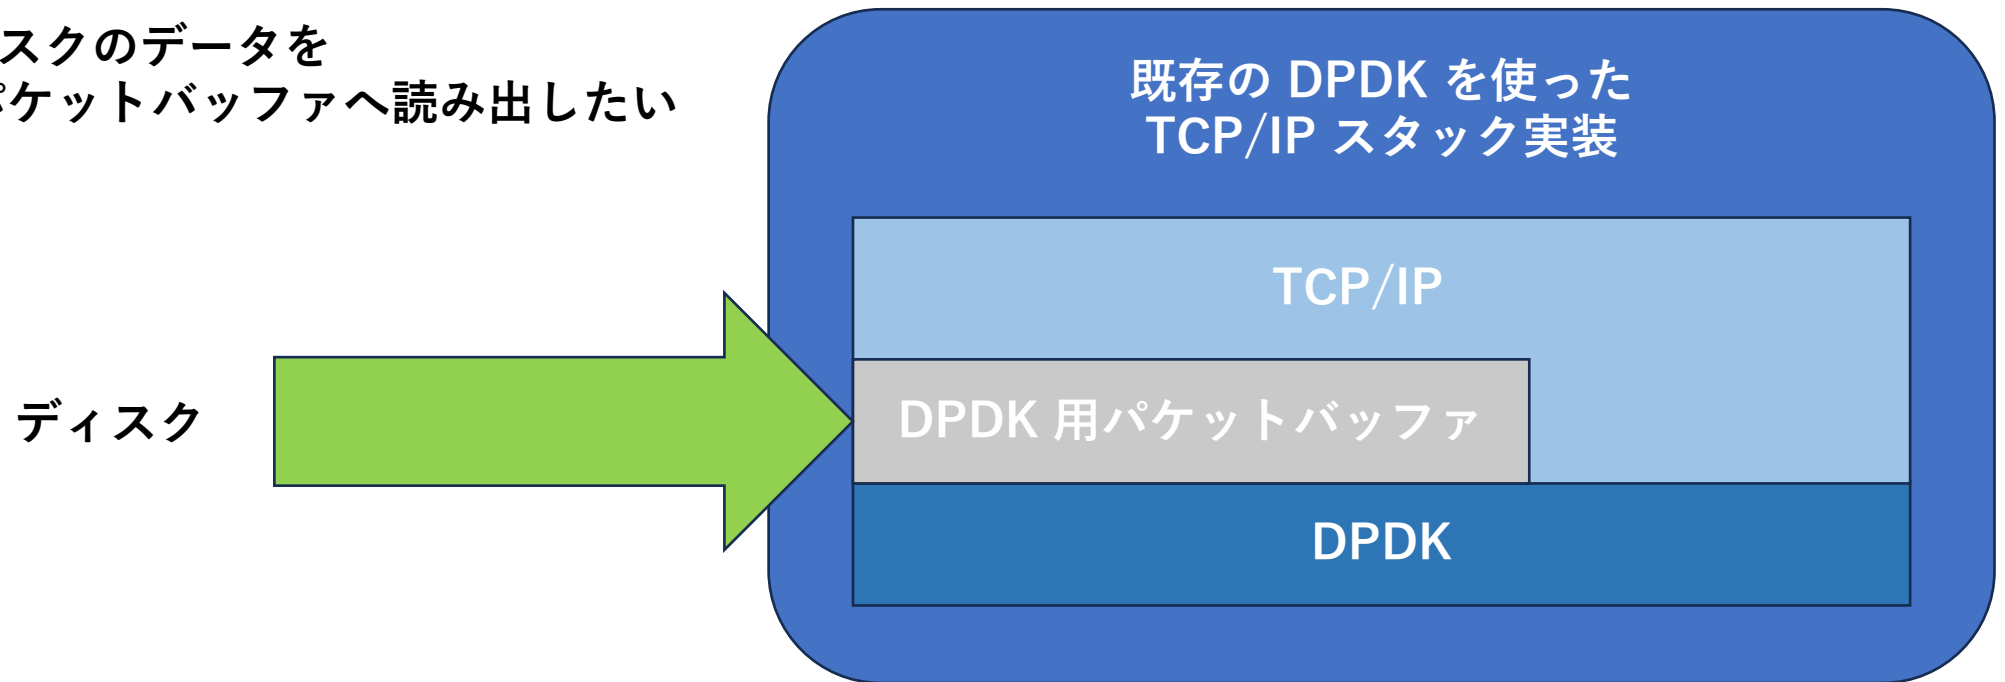 スクのデータを
パケットバッファへ読み出したい
既存の DPDK を使った
TCP/IP スタック実装
TCP/IP
ディスク
DPDK 用パケットバッファ
DPDK